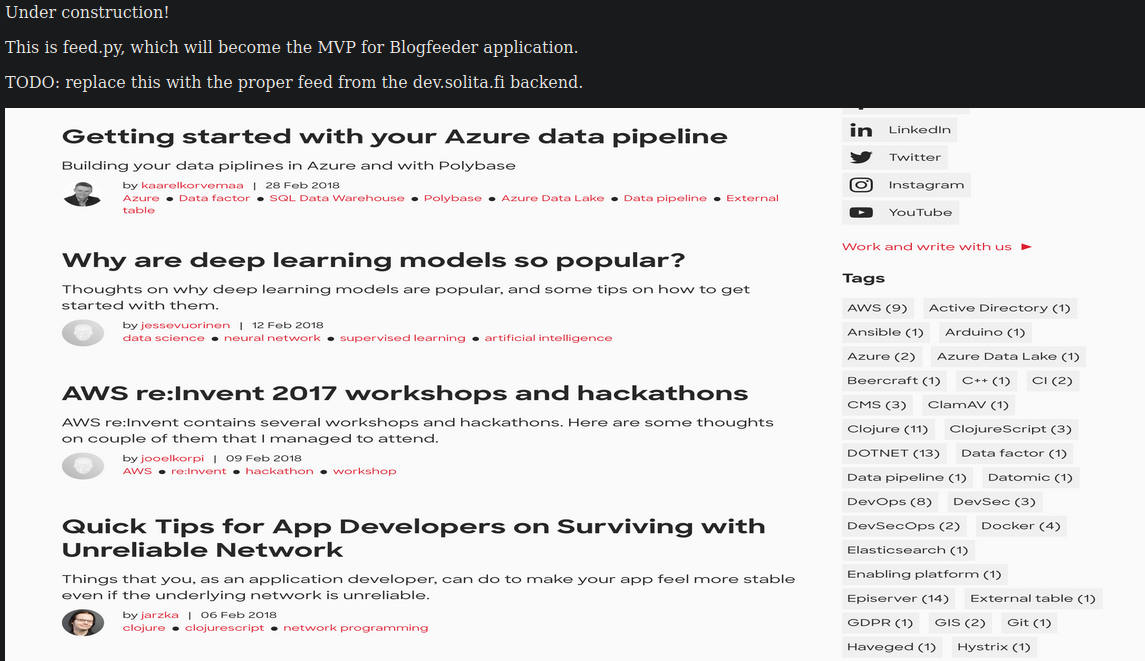 Under construction!
This is feed.py, which will become the MVP for Blogfeeder application.
TODO: replace this with the proper feed from the dev.solita.fi backend.
Getting started with your Azure data pipeline
Building your data piplines in Azure and with Polybase
by kaarelkorvemaa | 28 Feb 2018
Azure ● Data factor ● SQL Data Warehouse ● Polybase ● Azure Data Lake ● Data pipeline ● External
table
Why are deep learning models so popular?
Thoughts on why deep learning models are popular, and some tips on how to get
started with them.
by jessevuorinen | 12 Feb 2018
data science ● neural network ● supervised learning ● artificial intelligence
AWS re:Invent 2017 workshops and hackathons
AWS re:Invent contains several workshops and hackathons. Here are some thoughts
on couple of them that I managed to attend.
by jooelkorpi | 09 Feb 2018
AWS ● re:Invent ● hackathon ● workshop
Quick Tips for App Developers on Surviving with
Unreliable Network
Things that you, as an application developer, can do to make your app feel more stable
even if the underlying network is unreliable.
by jarzka | 06 Feb 2018
clojure ● clojurescript ● network programming
LinkedIn
Twitter
Instagram
YouTube
Work and write with us ►
Tags
AWS (9) Active Directory (1)
Ansible (1) Arduino (1)
Azure (2) Azure Data Lake (1)
Beercraft (1) C++ (1) CI (2)
CMS (3) ClamAV (1)
Clojure (11) ClojureScript (3)
DOTNET (13) Data factor (1)
Data pipeline (1) Datomic (1)
DevOps (8) DevSec (3)
DevSecOps (2) Docker (4)
Elasticsearch (1)
Enabling platform (1)
Episerver (14) External table (1)
GDPR (1) GIS (2) Git (1)
Haveged (1) Hystrix (1)